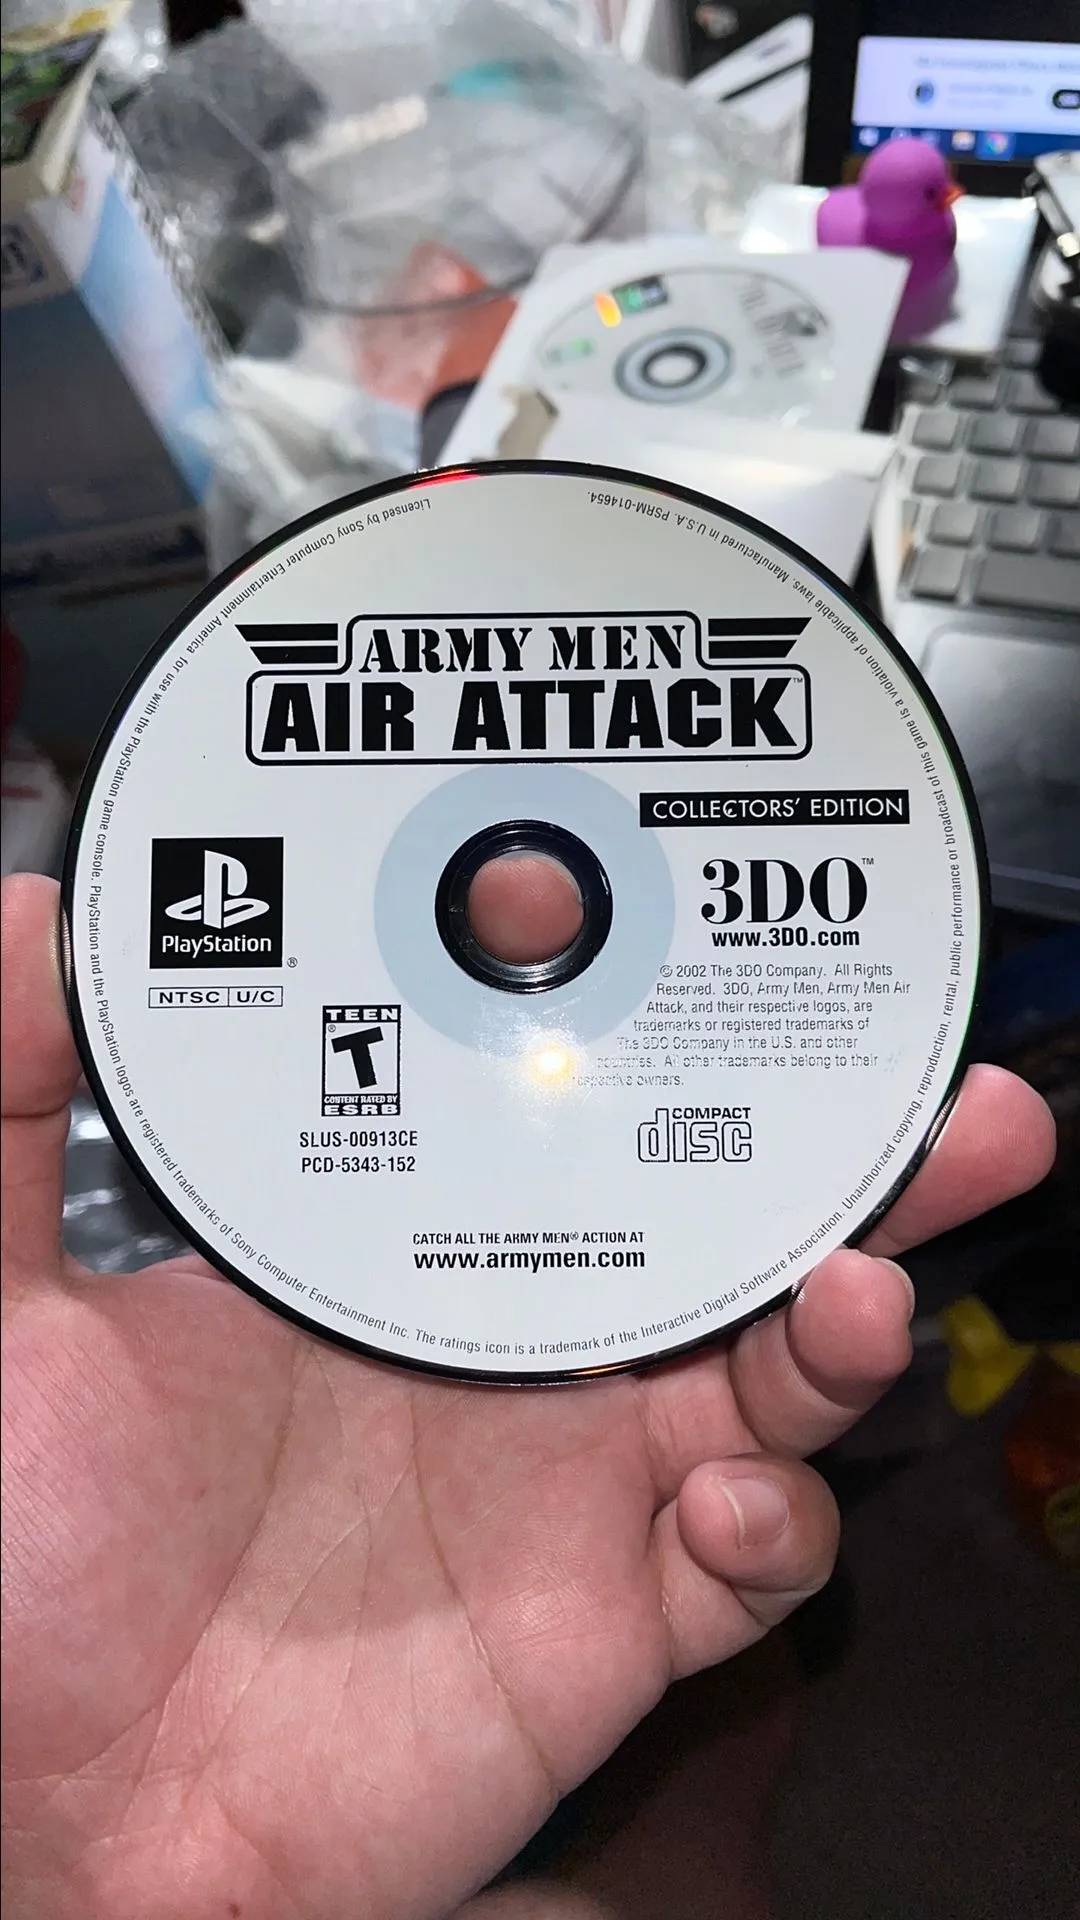 ARMY MEN
AIR ATTACK™
COLLECTORS' EDITION
PlayStation®
NTSC U/C
3DO™
www.3DO.com
© 2002 The 3DO Company. All Rights
Reserved. 3DO, Army Men, Army Men Air
Attack, and their respective logos, are
trademarks or registered trademarks of
The 3DO Company in the U.S. and other
countries. All other trademarks belong to their
respective owners.
TEEN
®
T
CONTENT RATED BY
ESRB
SLUS-00913CE
PCD-5343-152
COMPACT
disc
CATCH ALL THE ARMY MEN® ACTION AT
www.armymen.com
Licensed by Sony Computer Entertainment America for use with the PlayStation game console. PlayStation and the PlayStation logos are registered trademarks of Sony Computer Entertainment Inc. The ratings icon is a trademark of the Interactive Digital Software Association. Unauthorized copying, reproduction, rental, public performance or broadcast of this game is a violation of applicable laws. Manufactured in U.S.A. PSRM-014654.